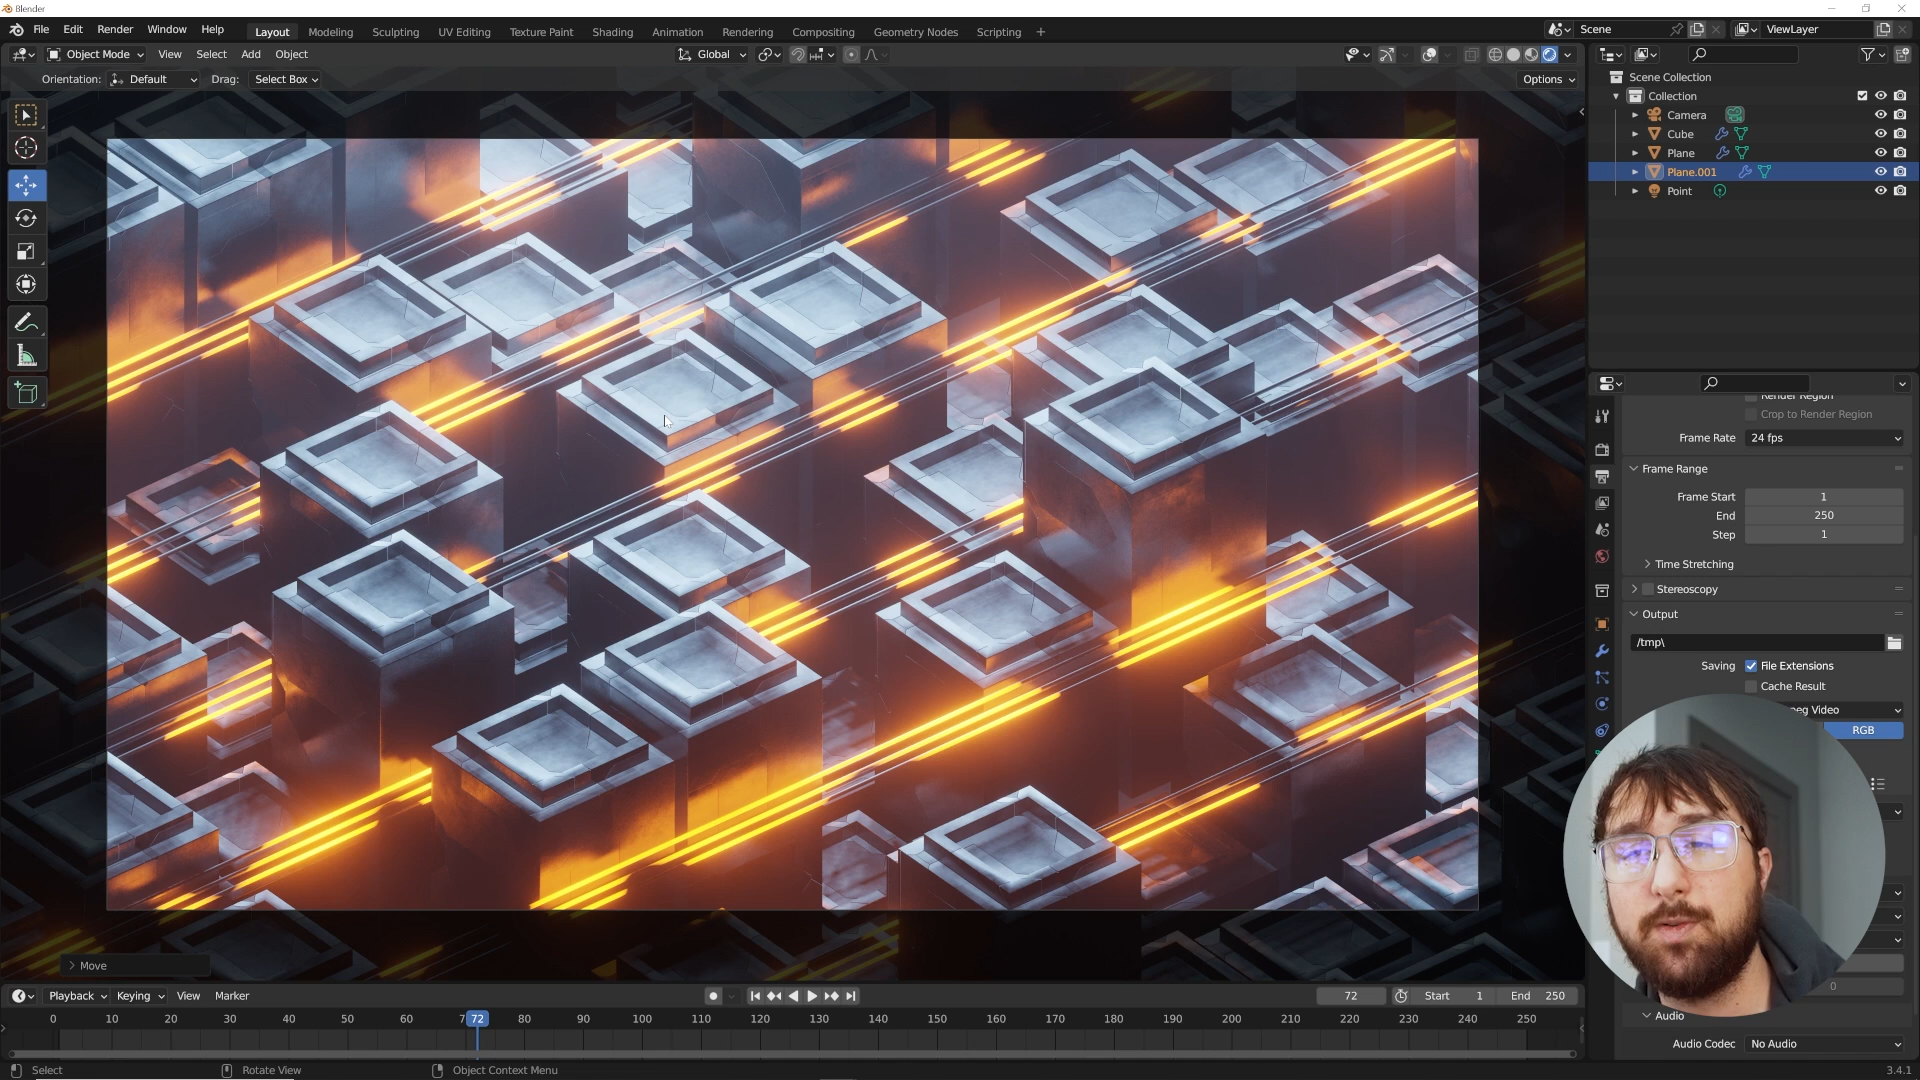 Blender
File Edit Render Window Help
Layout Modeling Sculpting UV Editing Texture Paint Shading Animation Rendering Compositing Geometry Nodes Scripting +
Scene
ViewLayer
Object Mode View Select Add Object
Global
Orientation: Default Drag: Select Box
Options
Scene Collection
Collection
Camera
Cube
Plane
Plane.001
Point
Render Region
Crop to Render Region
Frame Rate 24 fps
Frame Range
Frame Start 1
End 250
Step 1
Time Stretching
Stereoscopy
Output
/tmp\
Saving File Extensions
Cache Result
peg Video
RGB
0
Audio
Audio Codec No Audio
Move
Playback Keying View Marker
72 Start 1 End 250
0 10 20 30 40 50 60 7 72 80 90 100 110 120 130 140 150 160 170 180 190 200 210 220 230 240 250
Select Rotate View Object Context Menu
3.4.1